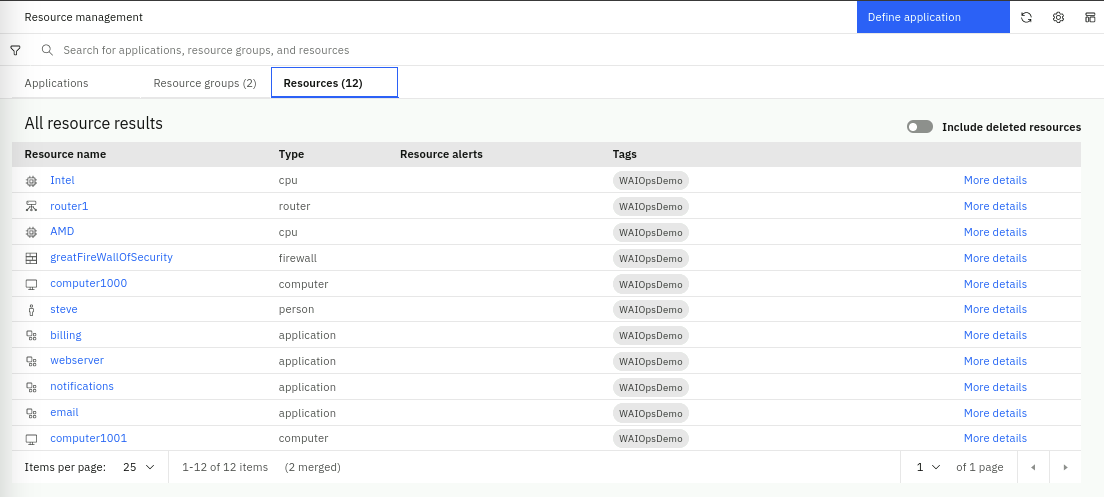 Resource management Define application
Search for applications, resource groups, and resources
Applications Resource groups (2) Resources (12)
All resource results Include deleted resources
Resource name Type Resource alerts Tags
Intel cpu WAIOpsDemo More details
router1 router WAIOpsDemo More details
AMD cpu WAIOpsDemo More details
greatFireWallOfSecurity firewall WAIOpsDemo More details
computer1000 computer WAIOpsDemo More details
steve person WAIOpsDemo More details
billing application WAIOpsDemo More details
webserver application WAIOpsDemo More details
notifications application WAIOpsDemo More details
email application WAIOpsDemo More details
computer1001 computer WAIOpsDemo More details
Items per page: 25 1-12 of 12 items (2 merged) 1 of 1 page